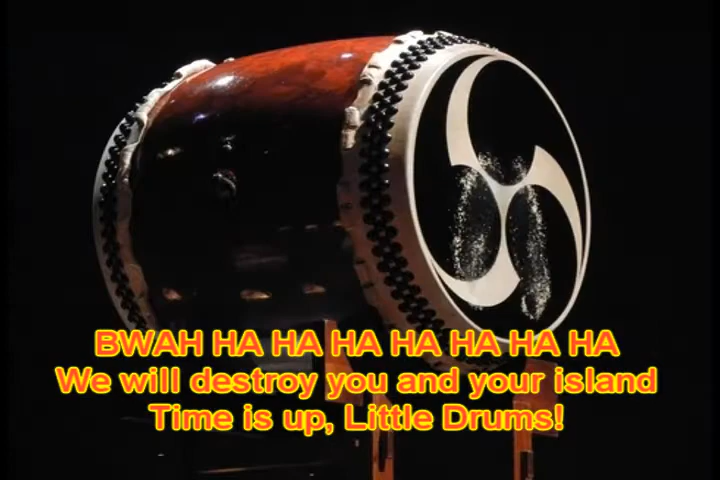 BWAH HA HA HA HA HA HA HA
We will destroy you and your island
Time is up, Little Drums!